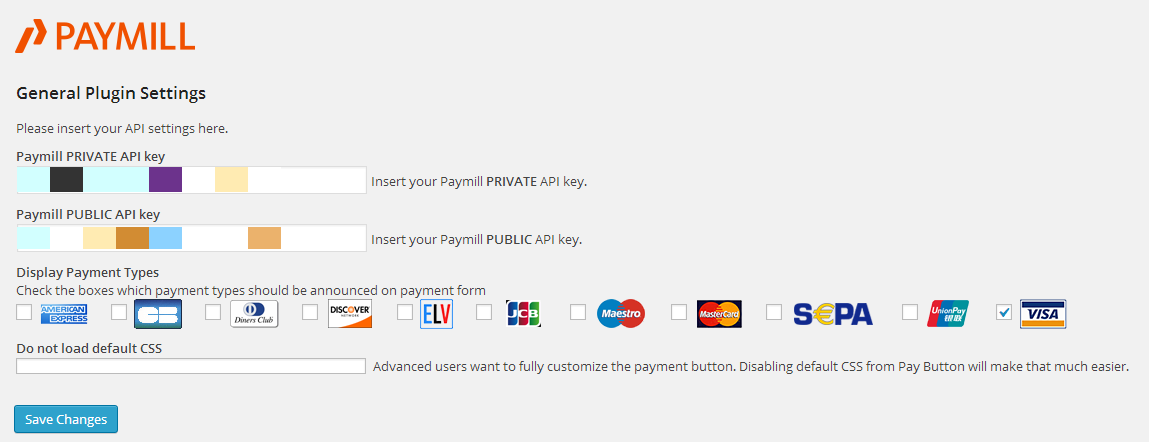 PAYMILL
General Plugin Settings
Please insert your API settings here.
Paymill PRIVATE API key
Insert your Paymill PRIVATE API key.
Paymill PUBLIC API key
Insert your Paymill PUBLIC API key.
Display Payment Types
Check the boxes which payment types should be announced on payment form
AMERICAN EXPRESS CB Diners Club DISCOVER NETWORK ELV JCB Maestro MasterCard S€PA UnionPay 银联 VISA
Do not load default CSS
Advanced users want to fully customize the payment button. Disabling default CSS from Pay Button will make that much easier.
Save Changes